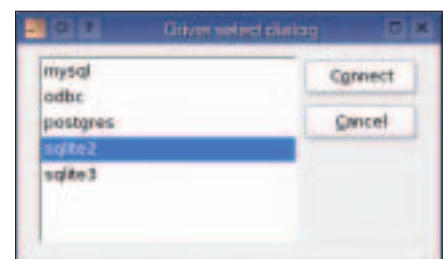 Driver select dialog
mysql
odbc
postgres
sqlite2
sqlite3
Connect
Cancel